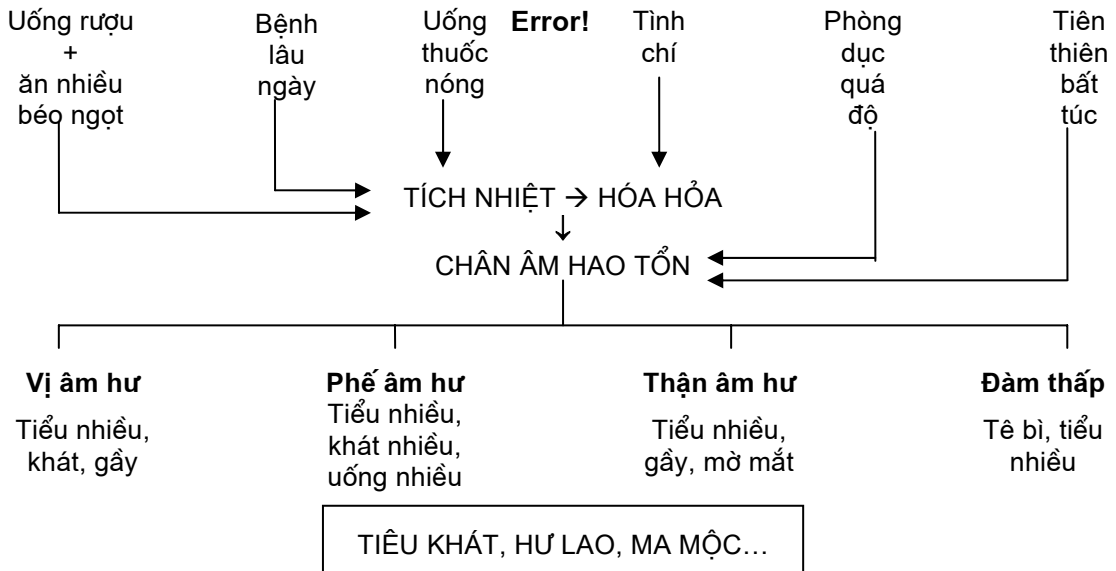 Uống rượu
+
ăn nhiều
béo ngọt
Bệnh
lâu
ngày
Uống
thuốc
nóng
Error!
Tình
chí
Phòng
dục
quá
độ
Tiên
thiên
bất
túc
TÍCH NHIỆT → HÓA HỎA
CHÂN ÂM HAO TỔN
Vị âm hư
Tiểu nhiều,
khát, gầy
Phế âm hư
Tiểu nhiều,
khát nhiều,
uống nhiều
Thận âm hư
Tiểu nhiều,
gầy, mờ mắt
Đàm thấp
Tê bì, tiểu
nhiều
TIÊU KHÁT, HƯ LAO, MA MỘC…